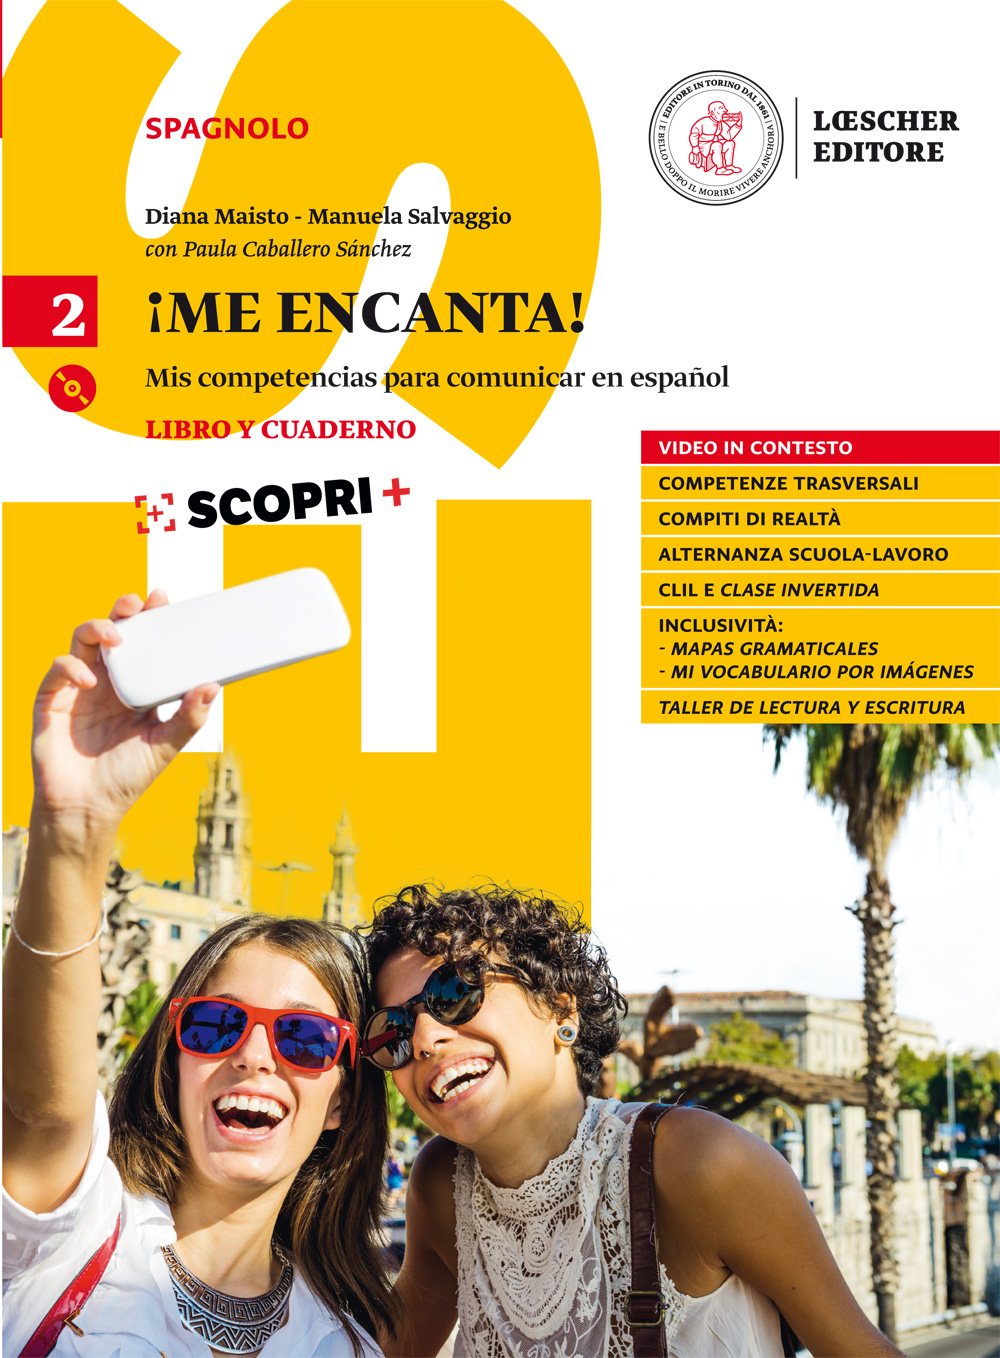 SPAGNOLO
EDITORE IN TORINO DAL 1861
E BELLO DOPPO IL MORIRE VIVERE ANCHORA
LŒSCHER
EDITORE
Diana Maisto - Manuela Salvaggio
con Paula Caballero Sánchez
2
¡ME ENCANTA!
Mis competencias para comunicar en español
LIBRO Y CUADERNO
SCOPRI+
VIDEO IN CONTESTO
COMPETENZE TRASVERSALI
COMPITI DI REALTÀ
ALTERNANZA SCUOLA-LAVORO
CLIL E CLASE INVERTIDA
INCLUSIVITÀ:
- MAPAS GRAMATICALES
- MI VOCABULARIO POR IMÁGENES
TALLER DE LECTURA Y ESCRITURA